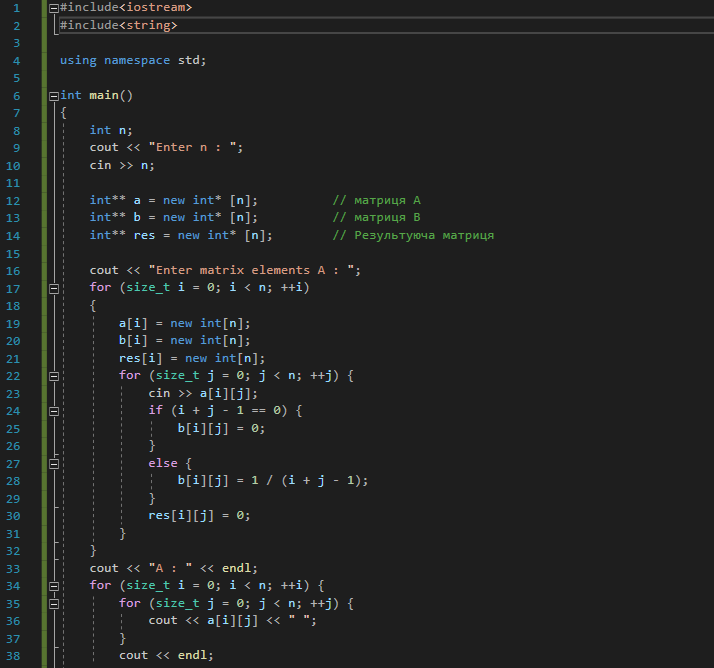 1 #include<iostream>
2 #include<string>
3
4 using namespace std;
5
6 int main()
7 {
8 int n;
9 cout << "Enter n : ";
10 cin >> n;
11
12 int** a = new int* [n]; // матриця A
13 int** b = new int* [n]; // матриця B
14 int** res = new int* [n]; // Результуюча матриця
15
16 cout << "Enter matrix elements A : ";
17 for (size_t i = 0; i < n; ++i)
18 {
19 a[i] = new int[n];
20 b[i] = new int[n];
21 res[i] = new int[n];
22 for (size_t j = 0; j < n; ++j) {
23 cin >> a[i][j];
24 if (i + j - 1 == 0) {
25 b[i][j] = 0;
26 }
27 else {
28 b[i][j] = 1 / (i + j - 1);
29 }
30 res[i][j] = 0;
31 }
32 }
33 cout << "A : " << endl;
34 for (size_t i = 0; i < n; ++i) {
35 for (size_t j = 0; j < n; ++j) {
36 cout << a[i][j] << " ";
37 }
38 cout << endl;